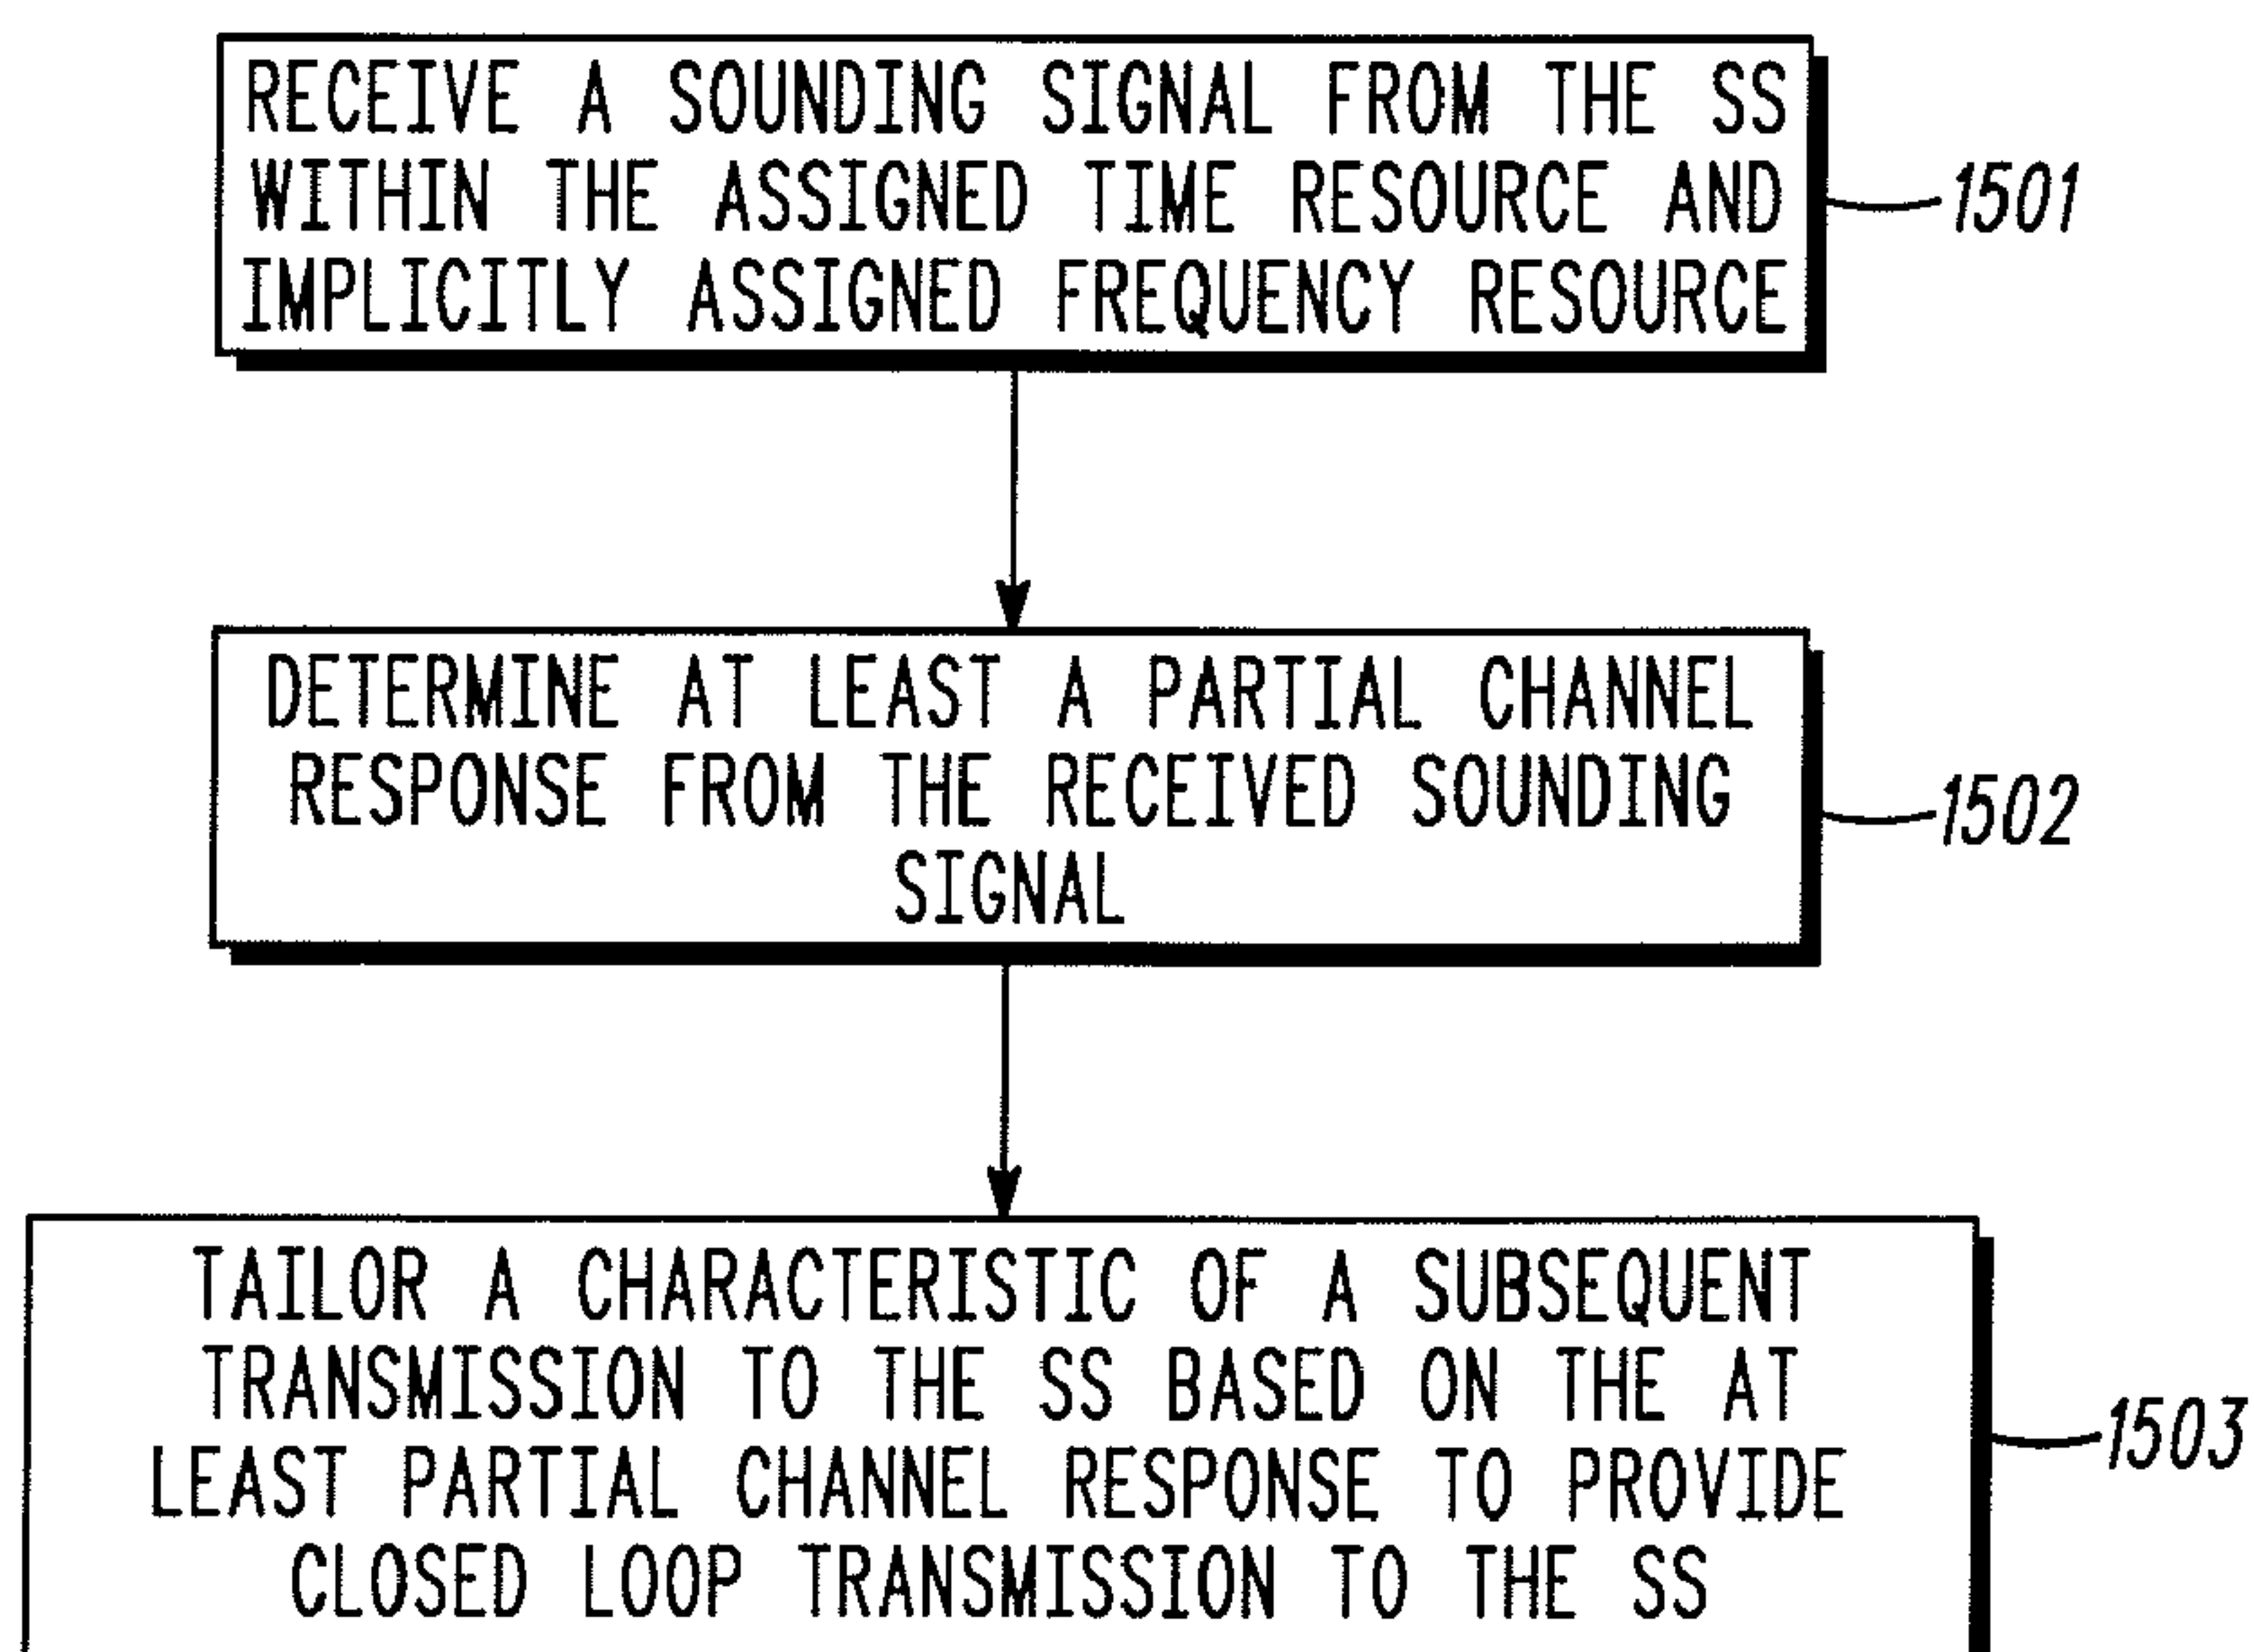 RECEIVE A SOUNDING SIGNAL FROM THE SS
WITHIN THE ASSIGNED TIME RESOURCE AND
IMPLICITLY ASSIGNED FREQUENCY RESOURCE
1501
DETERMINE AT LEAST A PARTIAL CHANNEL
RESPONSE FROM THE RECEIVED SOUNDING
SIGNAL
1502
TAILOR A CHARACTERISTIC OF A SUBSEQUENT
TRANSMISSION TO THE SS BASED ON THE AT
LEAST PARTIAL CHANNEL RESPONSE TO PROVIDE
CLOSED LOOP TRANSMISSION TO THE SS
1503